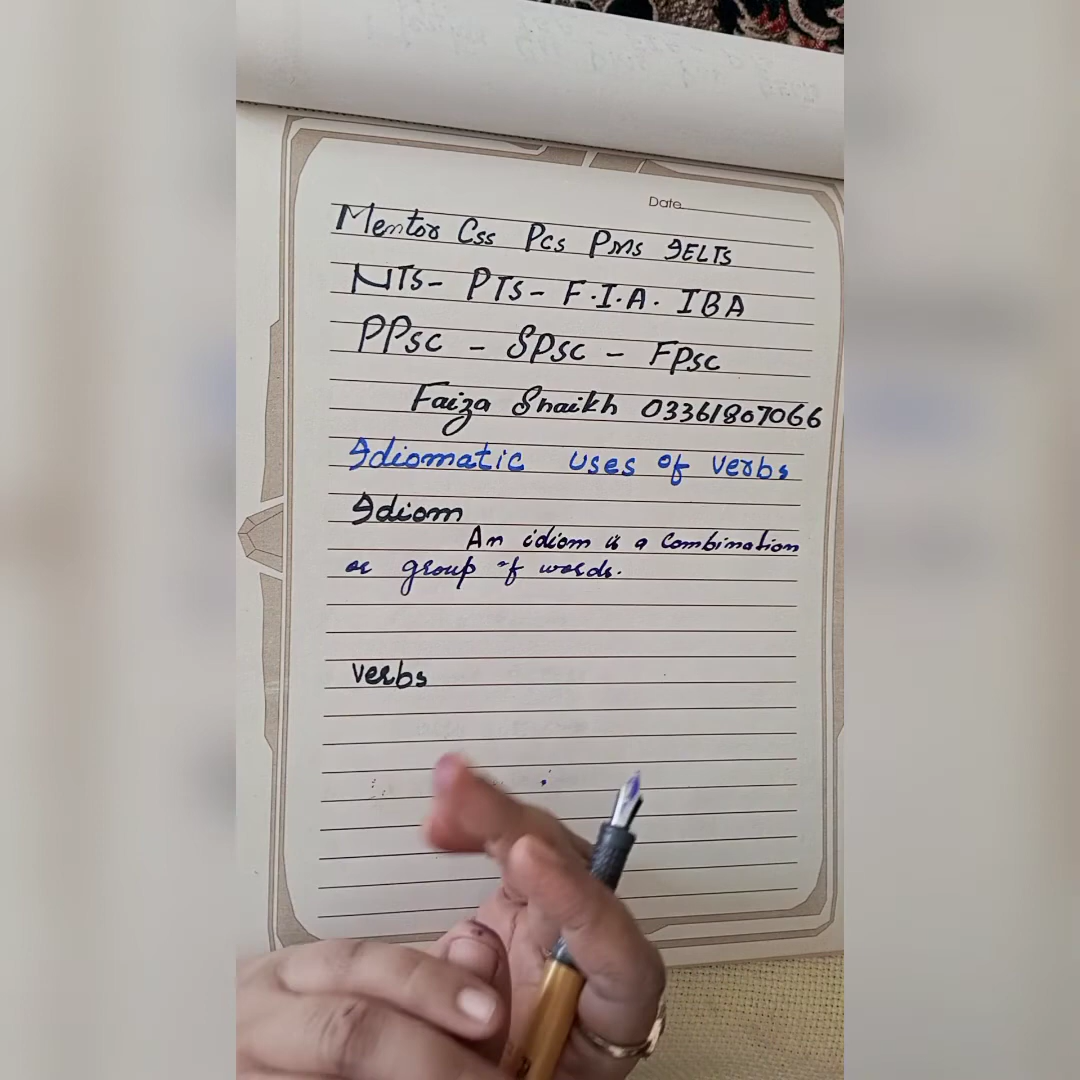 Date
Mentor Css Pcs PMs IELTS
NTS- PTS- F.I.A. IBA
PPsc - SPsc - FPsc
Faiza Shaikh 03361807066
Idiomatic uses of verbs
Idiom
An idiom is a combination
or group of words.
verbs